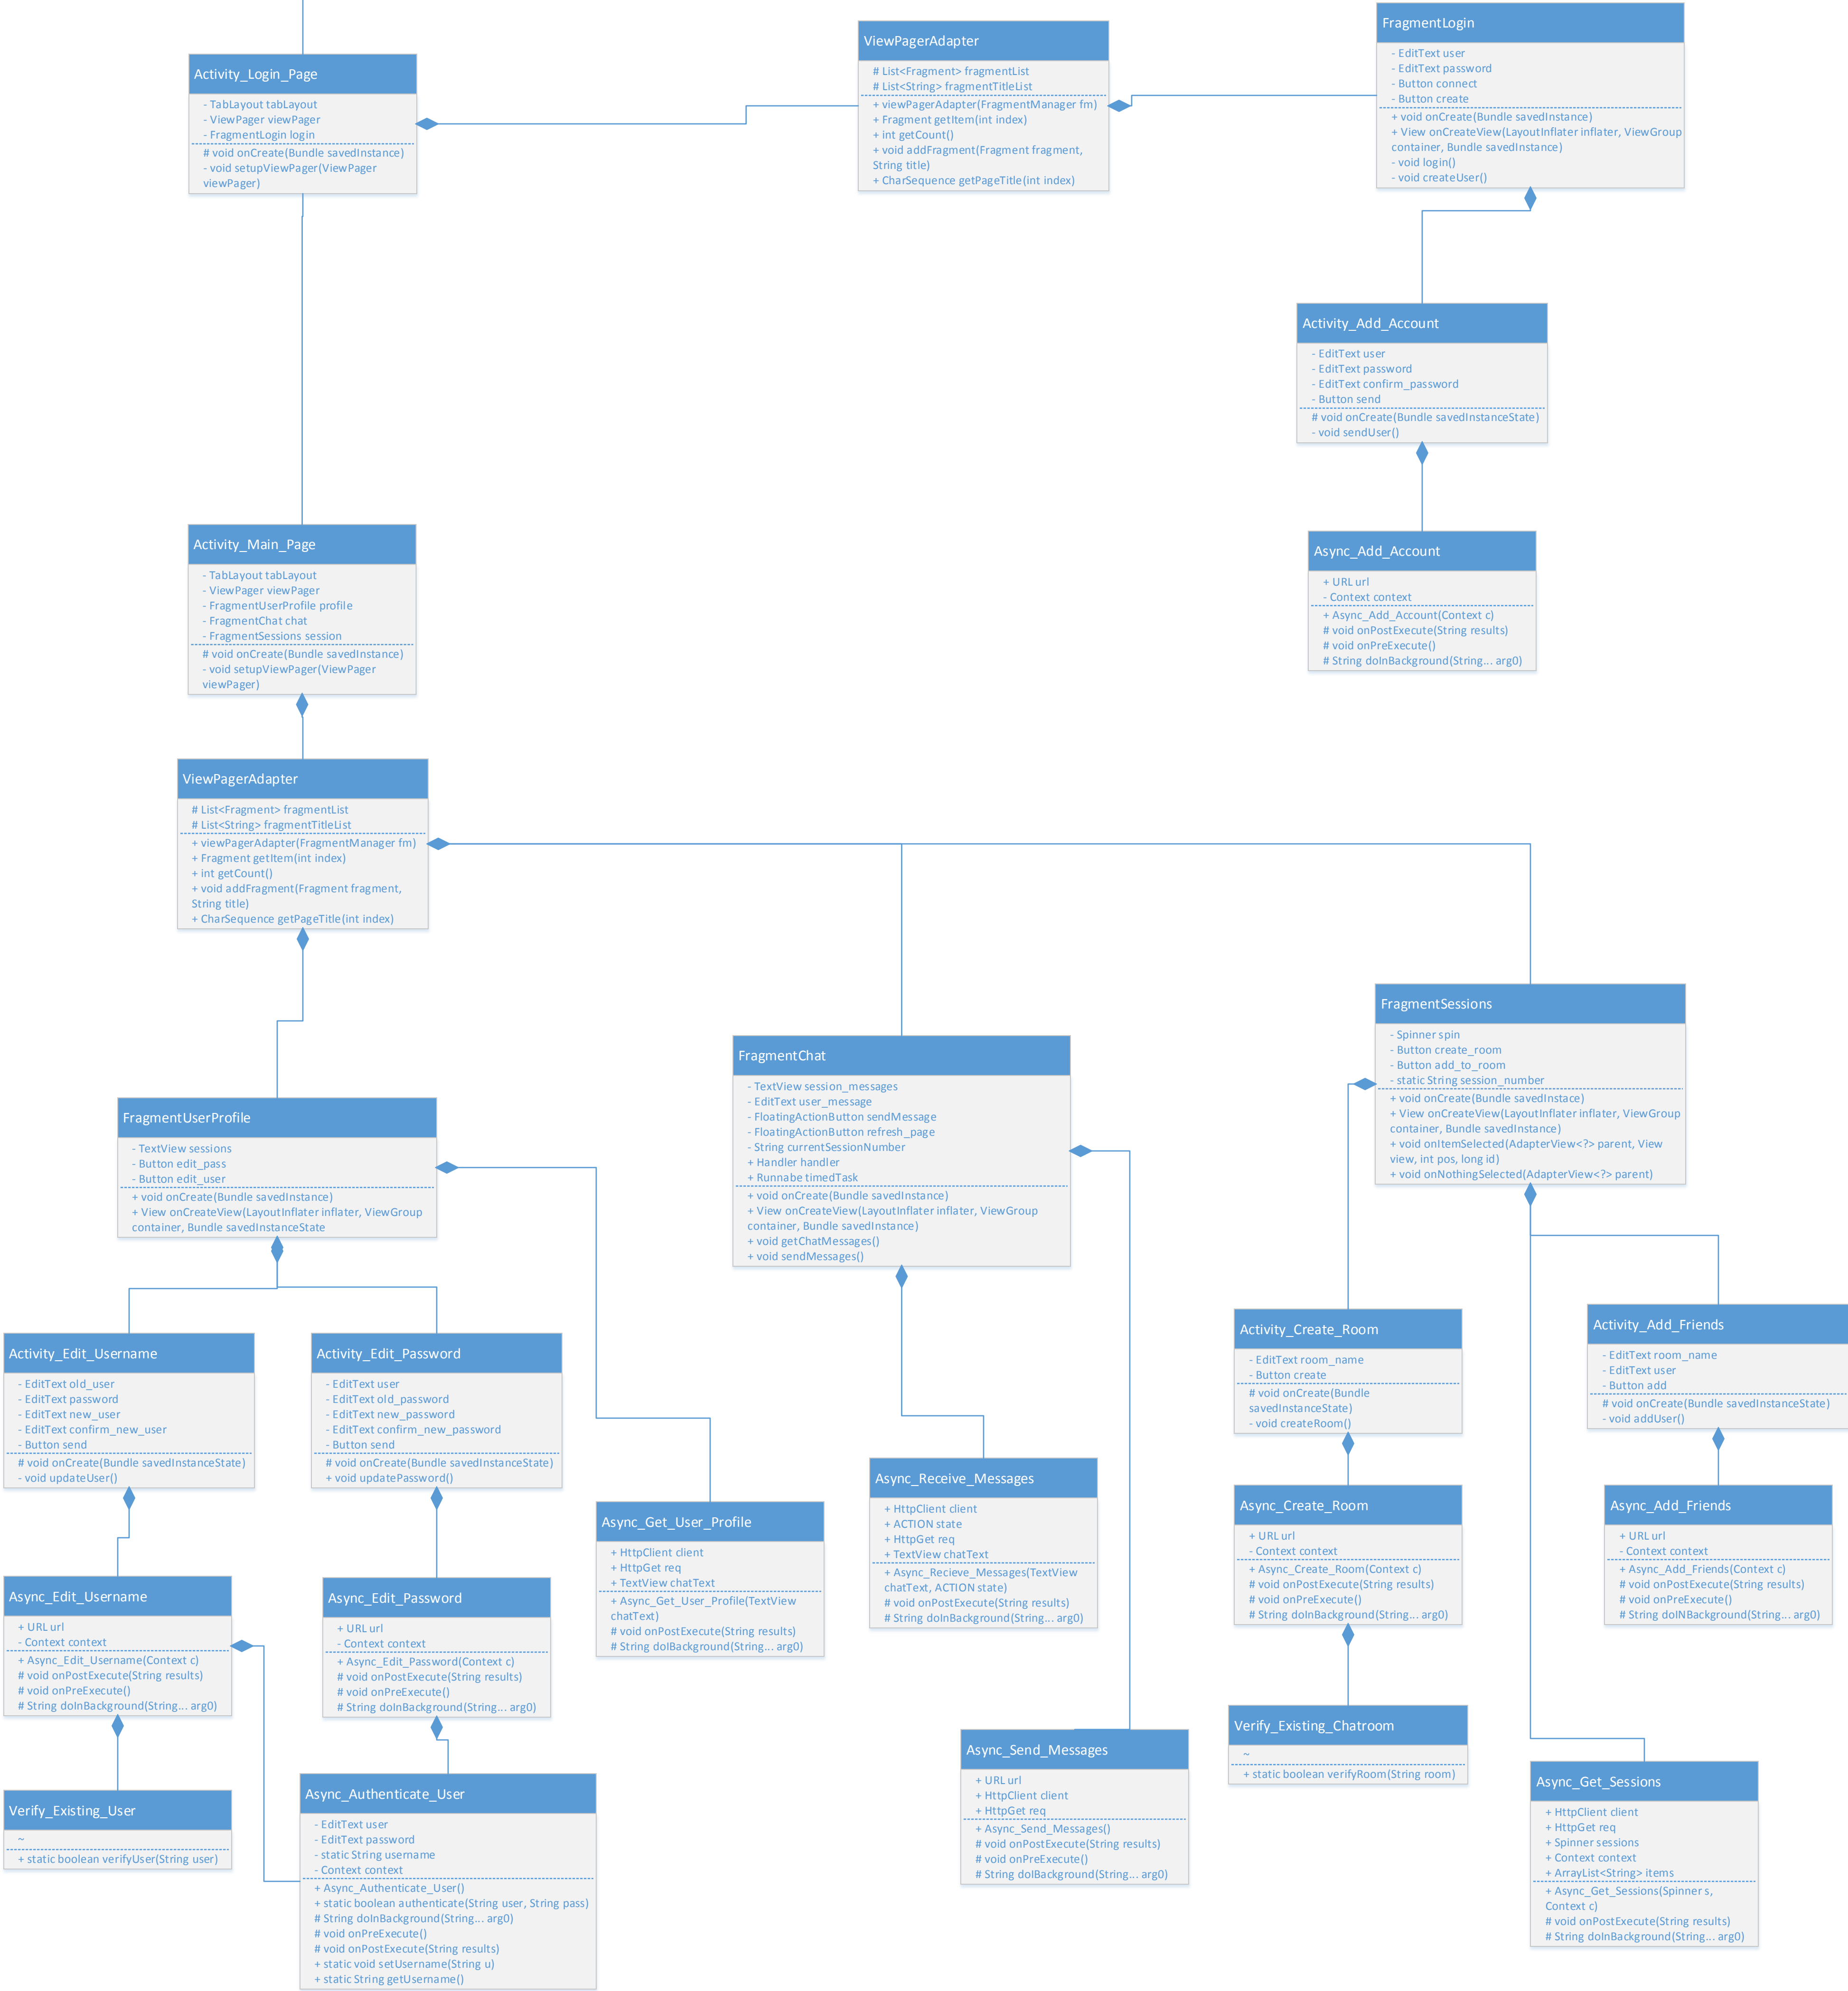 Activity_Login_Page
- TabLayout tabLayout
- ViewPager viewPager
- FragmentLogin login
# void onCreate(Bundle savedInstance)
- void setupViewPager(ViewPager
viewPager)
ViewPagerAdapter
# List<Fragment> fragmentList
# List<String> fragmentTitleList
+ viewPagerAdapter(FragmentManager fm)
+ Fragment getItem(int index)
+ int getCount()
+ void addFragment(Fragment fragment,
String title)
+ CharSequence getPageTitle(int index)
FragmentLogin
- EditText user
- EditText password
- Button connect
- Button create
+ void onCreate(Bundle savedInstance)
+ View onCreateView(LayoutInflater inflater, ViewGroup
container, Bundle savedInstance)
- void login()
- void createUser()
Activity_Add_Account
- EditText user
- EditText password
- EditText confirm_password
- Button send
# void onCreate(Bundle savedInstanceState)
- void sendUser()
Async_Add_Account
+ URL url
- Context context
+ Async_Add_Account(Context c)
# void onPostExecute(String results)
# void onPreExecute()
# String doInBackground(String... arg0)
Activity_Main_Page
- TabLayout tabLayout
- ViewPager viewPager
- FragmentUserProfile profile
- FragmentChat chat
- FragmentSessions session
# void onCreate(Bundle savedInstance)
- void setupViewPager(ViewPager
viewPager)
ViewPagerAdapter
# List<Fragment> fragmentList
# List<String> fragmentTitleList
+ viewPagerAdapter(FragmentManager fm)
+ Fragment getItem(int index)
+ int getCount()
+ void addFragment(Fragment fragment,
String title)
+ CharSequence getPageTitle(int index)
FragmentUserProfile
- TextView sessions
- Button edit_pass
- Button edit_user
+ void onCreate(Bundle savedInstance)
+ View onCreateView(LayoutInflater inflater, ViewGroup
container, Bundle savedInstanceState
FragmentChat
- TextView session_messages
- EditText user_message
- FloatingActionButton sendMessage
- FloatingActionButton refresh_page
- String currentSessionNumber
+ Handler handler
+ Runnabe timedTask
+ void onCreate(Bundle savedInstance)
+ View onCreateView(LayoutInflater inflater, ViewGroup
container, Bundle savedInstance)
+ void getChatMessages()
+ void sendMessages()
FragmentSessions
- Spinner spin
- Button create_room
- Button add_to_room
- static String session_number
+ void onCreate(Bundle savedInstace)
+ View onCreateView(LayoutInflater inflater, ViewGroup
container, Bundle savedInstance)
+ void onItemSelected(AdapterView<?> parent, View
view, int pos, long id)
+ void onNothingSelected(AdapterView<?> parent)
Activity_Edit_Username
- EditText old_user
- EditText password
- EditText new_user
- EditText confirm_new_user
- Button send
# void onCreate(Bundle savedInstanceState)
- void updateUser()
Activity_Edit_Password
- EditText user
- EditText old_password
- EditText new_password
- EditText confirm_new_password
- Button send
# void onCreate(Bundle savedInstanceState)
+ void updatePassword()
Async_Get_User_Profile
+ HttpClient client
+ HttpGet req
+ TextView chatText
+ Async_Get_User_Profile(TextView
chatText)
# void onPostExecute(String results)
# String doIBackground(String... arg0)
Async_Receive_Messages
+ HttpClient client
+ ACTION state
+ HttpGet req
+ TextView chatText
+ Async_Recieve_Messages(TextView
chatText, ACTION state)
# void onPostExecute(String results)
# String doInBackground(String... arg0)
Activity_Create_Room
- EditText room_name
- Button create
# void onCreate(Bundle
savedInstanceState)
- void createRoom()
Activity_Add_Friends
- EditText room_name
- EditText user
- Button add
# void onCreate(Bundle savedInstanceState)
- void addUser()
Async_Create_Room
+ URL url
- Context context
+ Async_Create_Room(Context c)
# void onPostExecute(String results)
# void onPreExecute()
# String doInBackground(String... arg0)
Async_Add_Friends
+ URL url
- Context context
+ Async_Add_Friends(Context c)
# void onPostExecute(String results)
# void onPreExecute()
# String doINBackground(String... arg0)
Async_Edit_Username
+ URL url
- Context context
+ Async_Edit_Username(Context c)
# void onPostExecute(String results)
# void onPreExecute()
# String doInBackground(String... arg0)
Async_Edit_Password
+ URL url
- Context context
+ Async_Edit_Password(Context c)
# void onPostExecute(String results)
# void onPreExecute()
# String doInBackground(String... arg0)
Verify_Existing_User
~
+ static boolean verifyUser(String user)
Async_Authenticate_User
- EditText user
- EditText password
- static String username
- Context context
+ Async_Authenticate_User()
+ static boolean authenticate(String user, String pass)
# String doInBackground(String... arg0)
# void onPreExecute()
# void onPostExecute(String results)
+ static void setUsername(String u)
+ static String getUsername()
Async_Send_Messages
+ URL url
+ HttpClient client
+ HttpGet req
+ Async_Send_Messages()
# void onPostExecute(String results)
# void onPreExecute()
# String doIBackground(String... arg0)
Verify_Existing_Chatroom
~
+ static boolean verifyRoom(String room)
Async_Get_Sessions
+ HttpClient client
+ HttpGet req
+ Spinner sessions
+ Context context
+ ArrayList<String> items
+ Async_Get_Sessions(Spinner s,
Context c)
# void onPostExecute(String results)
# String doInBackground(String... arg0)